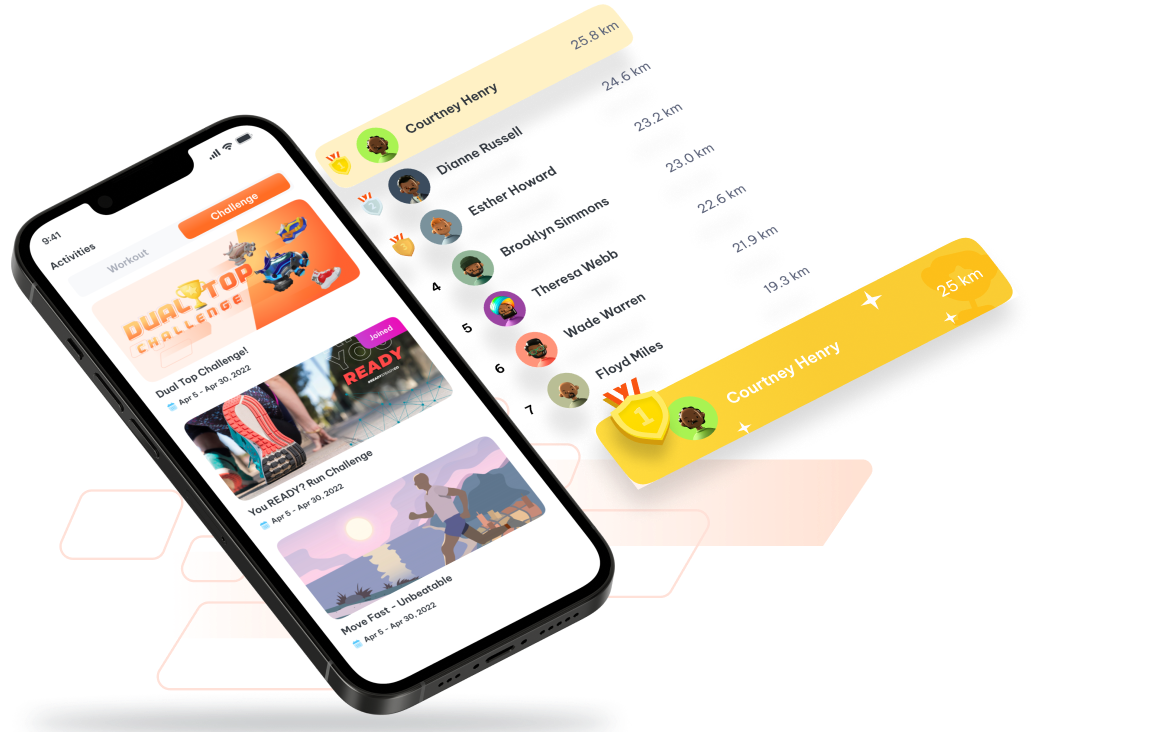 9:41
Activities
Workout
Challenge
DUAL TOP
CHALLENGE
Dual Top Challenge!
Apr 5 - Apr 30, 2022
Joined
YOU
READY
You READY? Run Challenge
Apr 5 - Apr 30, 2022
Move Fast - Unbeatable
Apr 5 - Apr 30, 2022
1 Courtney Henry 25.8 km
Dianne Russell 24.6 km
Esther Howard 23.2 km
4 Brooklyn Simmons 23.0 km
5 Theresa Webb 22.6 km
6 Wade Warren 21.9 km
7 Floyd Miles 19.3 km
1 Courtney Henry 25 km